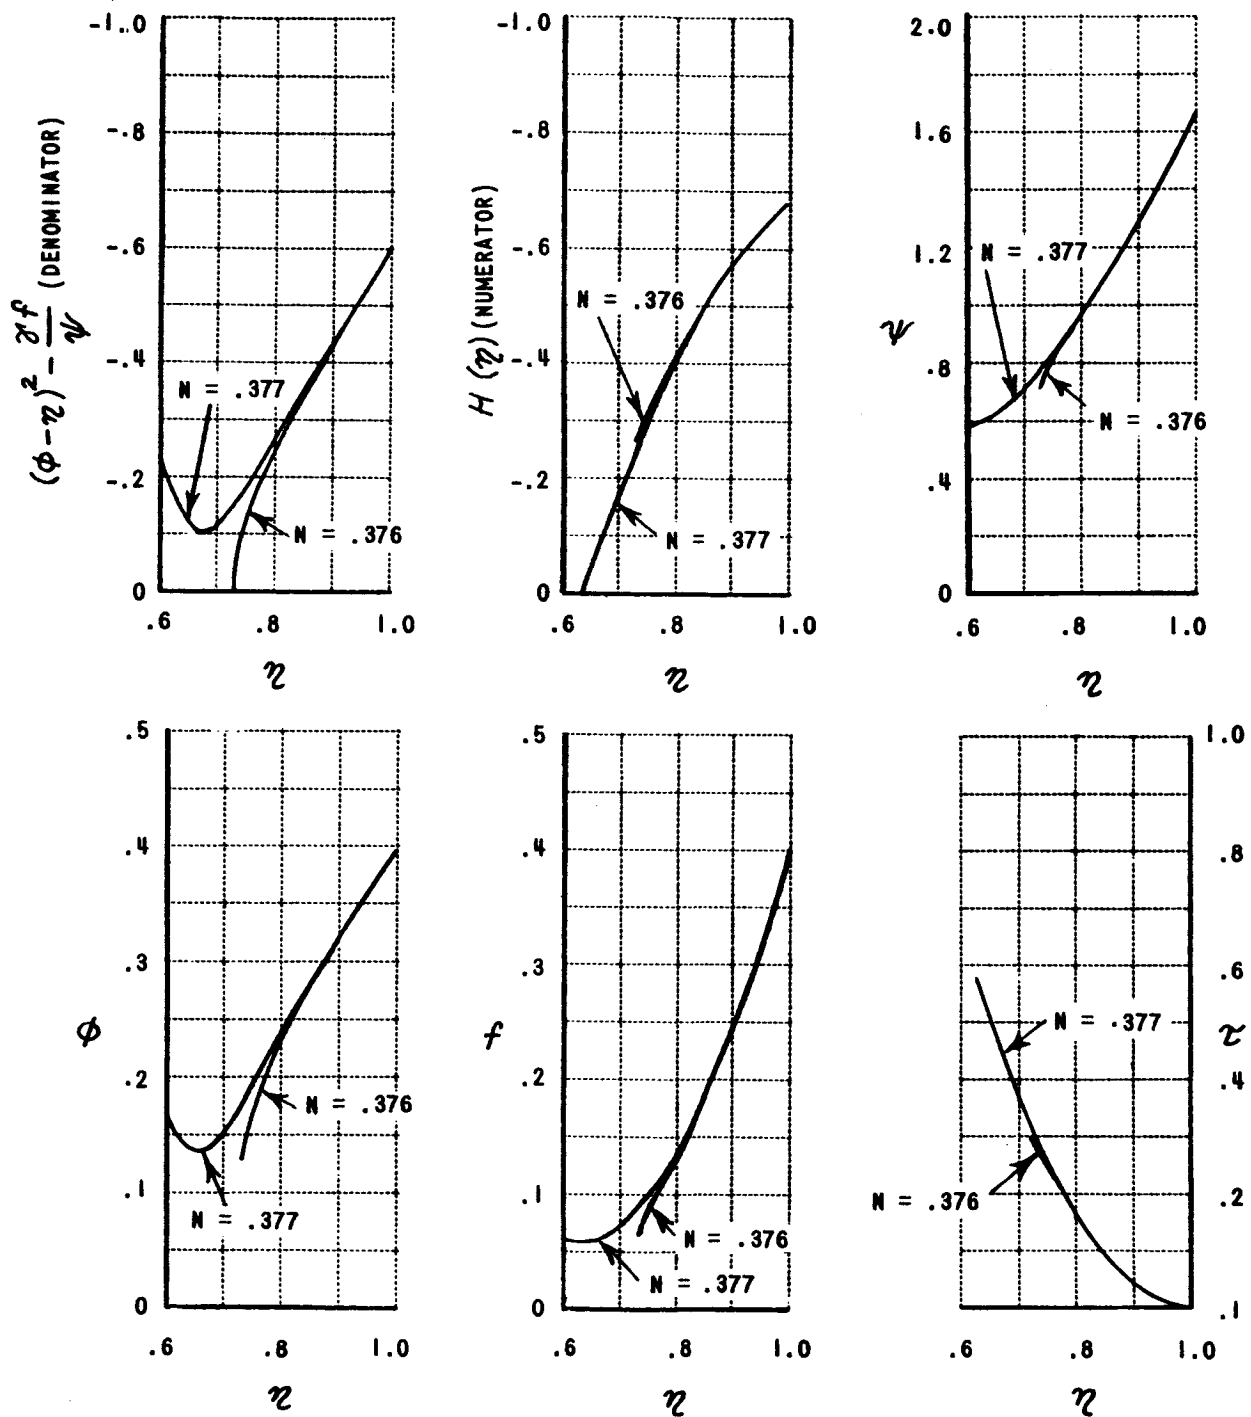 (φ-η)² - γf/ψ (DENOMINATOR)
-1.0
-.8
-.6
-.4
-.2
0
N = .377
N = .376
.6 .8 1.0
η
H (η) (NUMERATOR)
-1.0
-.8
-.6
-.4
-.2
0
N = .376
N = .377
.6 .8 1.0
η
ψ
2.0
1.6
1.2
.8
.4
0
N = .377
N = .376
.6 .8 1.0
η
φ
.5
.4
.3
.2
.1
0
N = .376
N = .377
.6 .8 1.0
η
f
.5
.4
.3
.2
.1
0
N = .376
N = .377
.6 .8 1.0
η
1.0
.8
.6
.4
.2
.1
τ
N = .377
N = .376
.6 .8 1.0
η